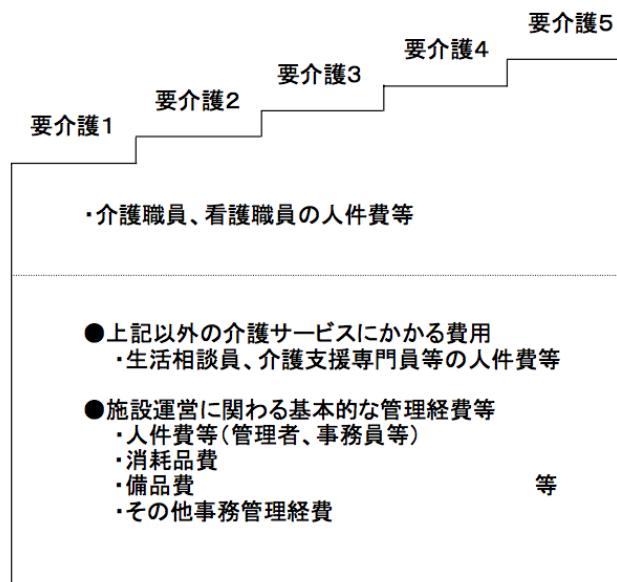 要介護5
要介護4
要介護3
要介護2
要介護1
・介護職員、看護職員の人件費等
●上記以外の介護サービスにかかる費用
・生活相談員、介護支援専門員等の人件費等
●施設運営に関わる基本的な管理経費等
・人件費等(管理者、事務員等)
・消耗品費
・備品費 等
・その他事務管理経費